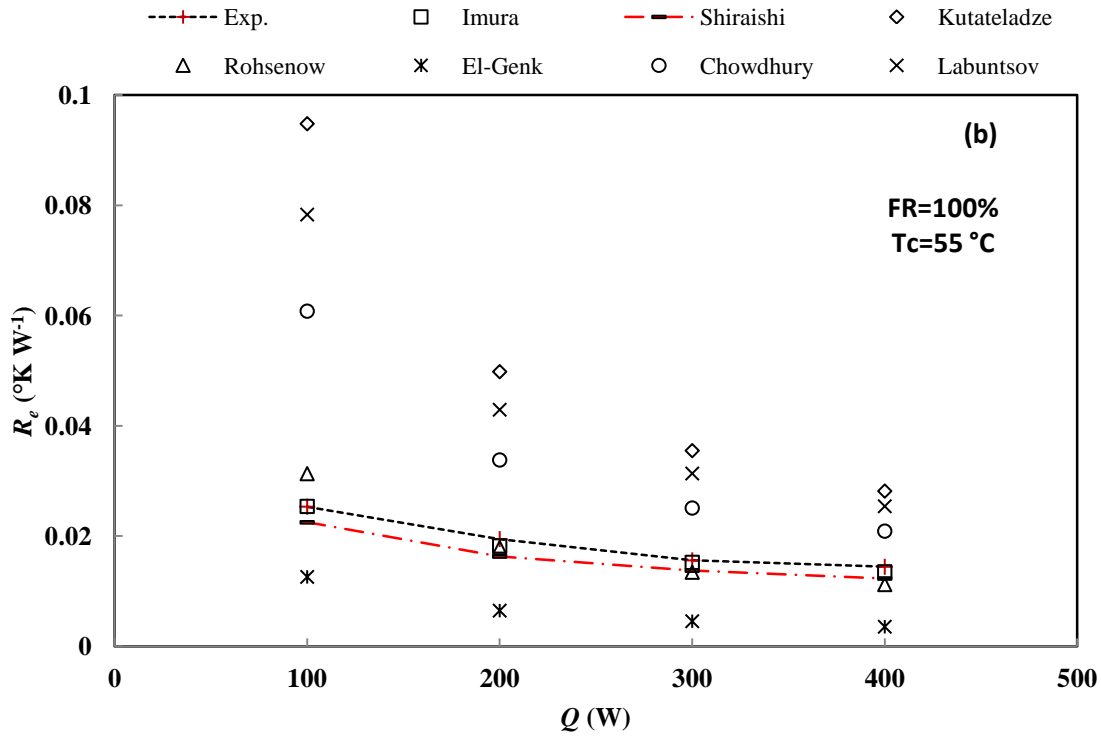 Exp. Imura Shiraishi Kutateladze
Rohsenow El-Genk Chowdhury Labuntsov
0.1
(b)
0.08
FR=100%
Tc=55 °C
0.06
Rₑ (°K W⁻¹)
0.04
0.02
0
0 100 200 300 400 500
Q (W)